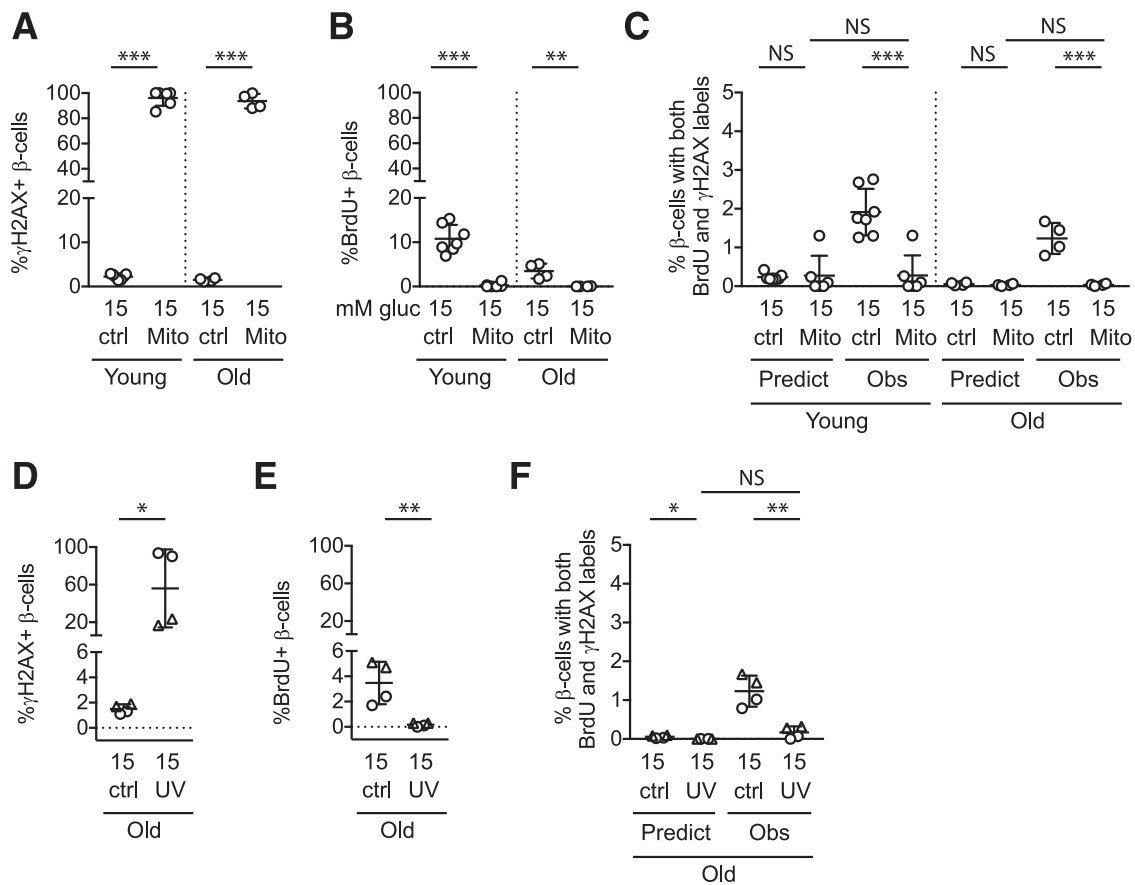 A
*** ***
%γH2AX+ β-cells
100
80
60
40
20
10
0
15 15 15 15
ctrl Mito ctrl Mito
Young Old
B
*** **
%BrdU+ β-cells
100
80
60
40
20
10
0
mM gluc 15 15 15 15
ctrl Mito ctrl Mito
Young Old
C
NS NS
NS *** NS ***
% β-cells with both
BrdU and γH2AX labels
5
4
3
2
1
0
15 15 15 15 15 15 15 15
ctrl Mito ctrl Mito ctrl Mito ctrl Mito
Predict Obs Predict Obs
Young Old
D
*
%γH2AX+ β-cells
100
60
20
6
4
2
0
15 15
ctrl UV
Old
E
**
%BrdU+ β-cells
100
60
20
6
4
2
0
15 15
ctrl UV
Old
F
NS
* **
% β-cells with both
BrdU and γH2AX labels
5
4
3
2
1
0
15 15 15 15
ctrl UV ctrl UV
Predict Obs
Old